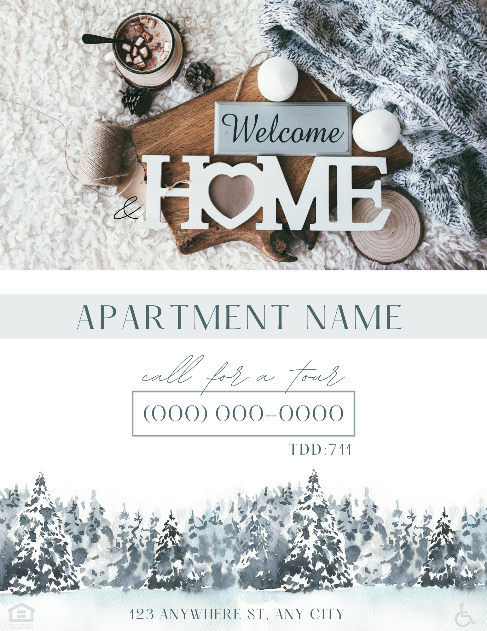 Welcome
& HOME
APARTMENT NAME
call for a tour
(000) 000-0000
TDD:711
123 ANYWHERE ST, ANY CITY